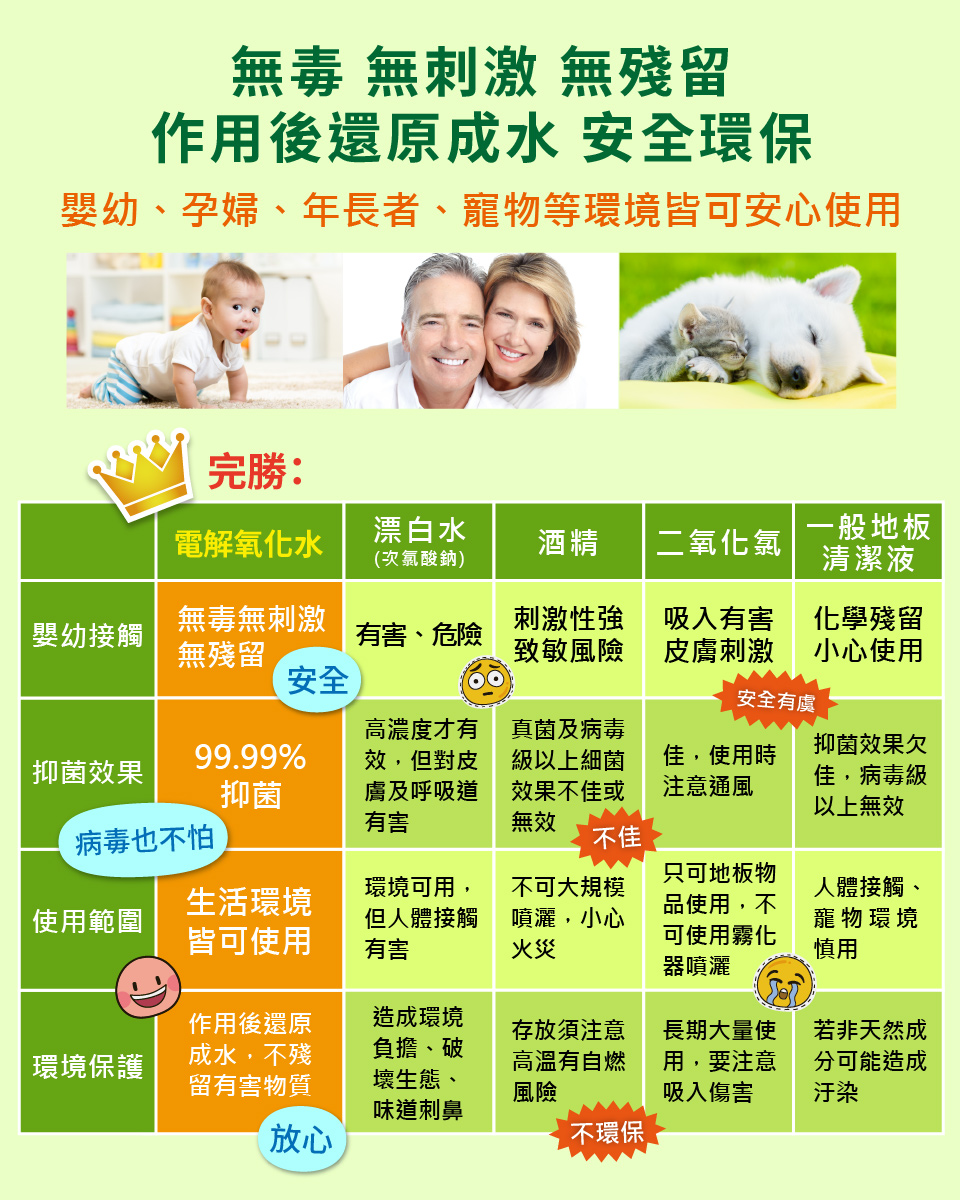 無毒 無刺激 無殘留
作用後還原成水 安全環保
嬰幼、孕婦、年長者、寵物等環境皆可安心使用
完勝：
電解氧化水
漂白水
(次氯酸鈉)
酒精
二氧化氯
一般地板
清潔液
嬰幼接觸
無毒無刺激
無殘留
安全
有害、危險
刺激性強
致敏風險
吸入有害
皮膚刺激
化學殘留
小心使用
安全有虞
抑菌效果
99.99%
抑菌
病毒也不怕
高濃度才有
效，但對皮
膚及呼吸道
有害
真菌及病毒
級以上細菌
效果不佳或
無效
不佳
佳，使用時
注意通風
抑菌效果欠
佳，病毒級
以上無效
使用範圍
生活環境
皆可使用
環境可用，
但人體接觸
有害
不可大規模
噴灑，小心
火災
只可地板物
品使用，不
可使用霧化
器噴灑
人體接觸、
寵物環境
慎用
環境保護
作用後還原
成水，不殘
留有害物質
放心
造成環境
負擔、破
壞生態、
味道刺鼻
存放須注意
高溫有自燃
風險
不環保
長期大量使
用，要注意
吸入傷害
若非天然成
分可能造成
汙染